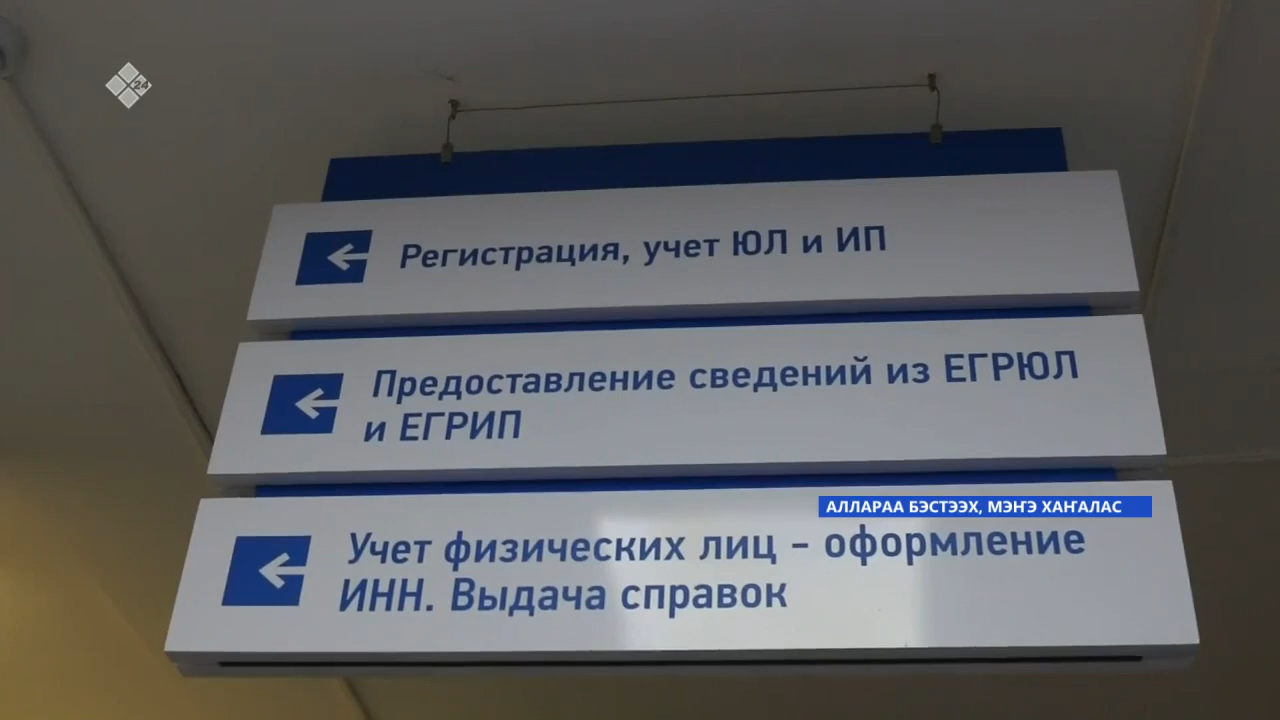 24
Регистрация, учет ЮЛ и ИП
Предоставление сведений из ЕГРЮЛ
и ЕГРИП
АЛЛАРАА БЭСТЭЭХ, МЭҤЭ ХАҤАЛАС
Учет физических лиц - оформление
ИНН. Выдача справок